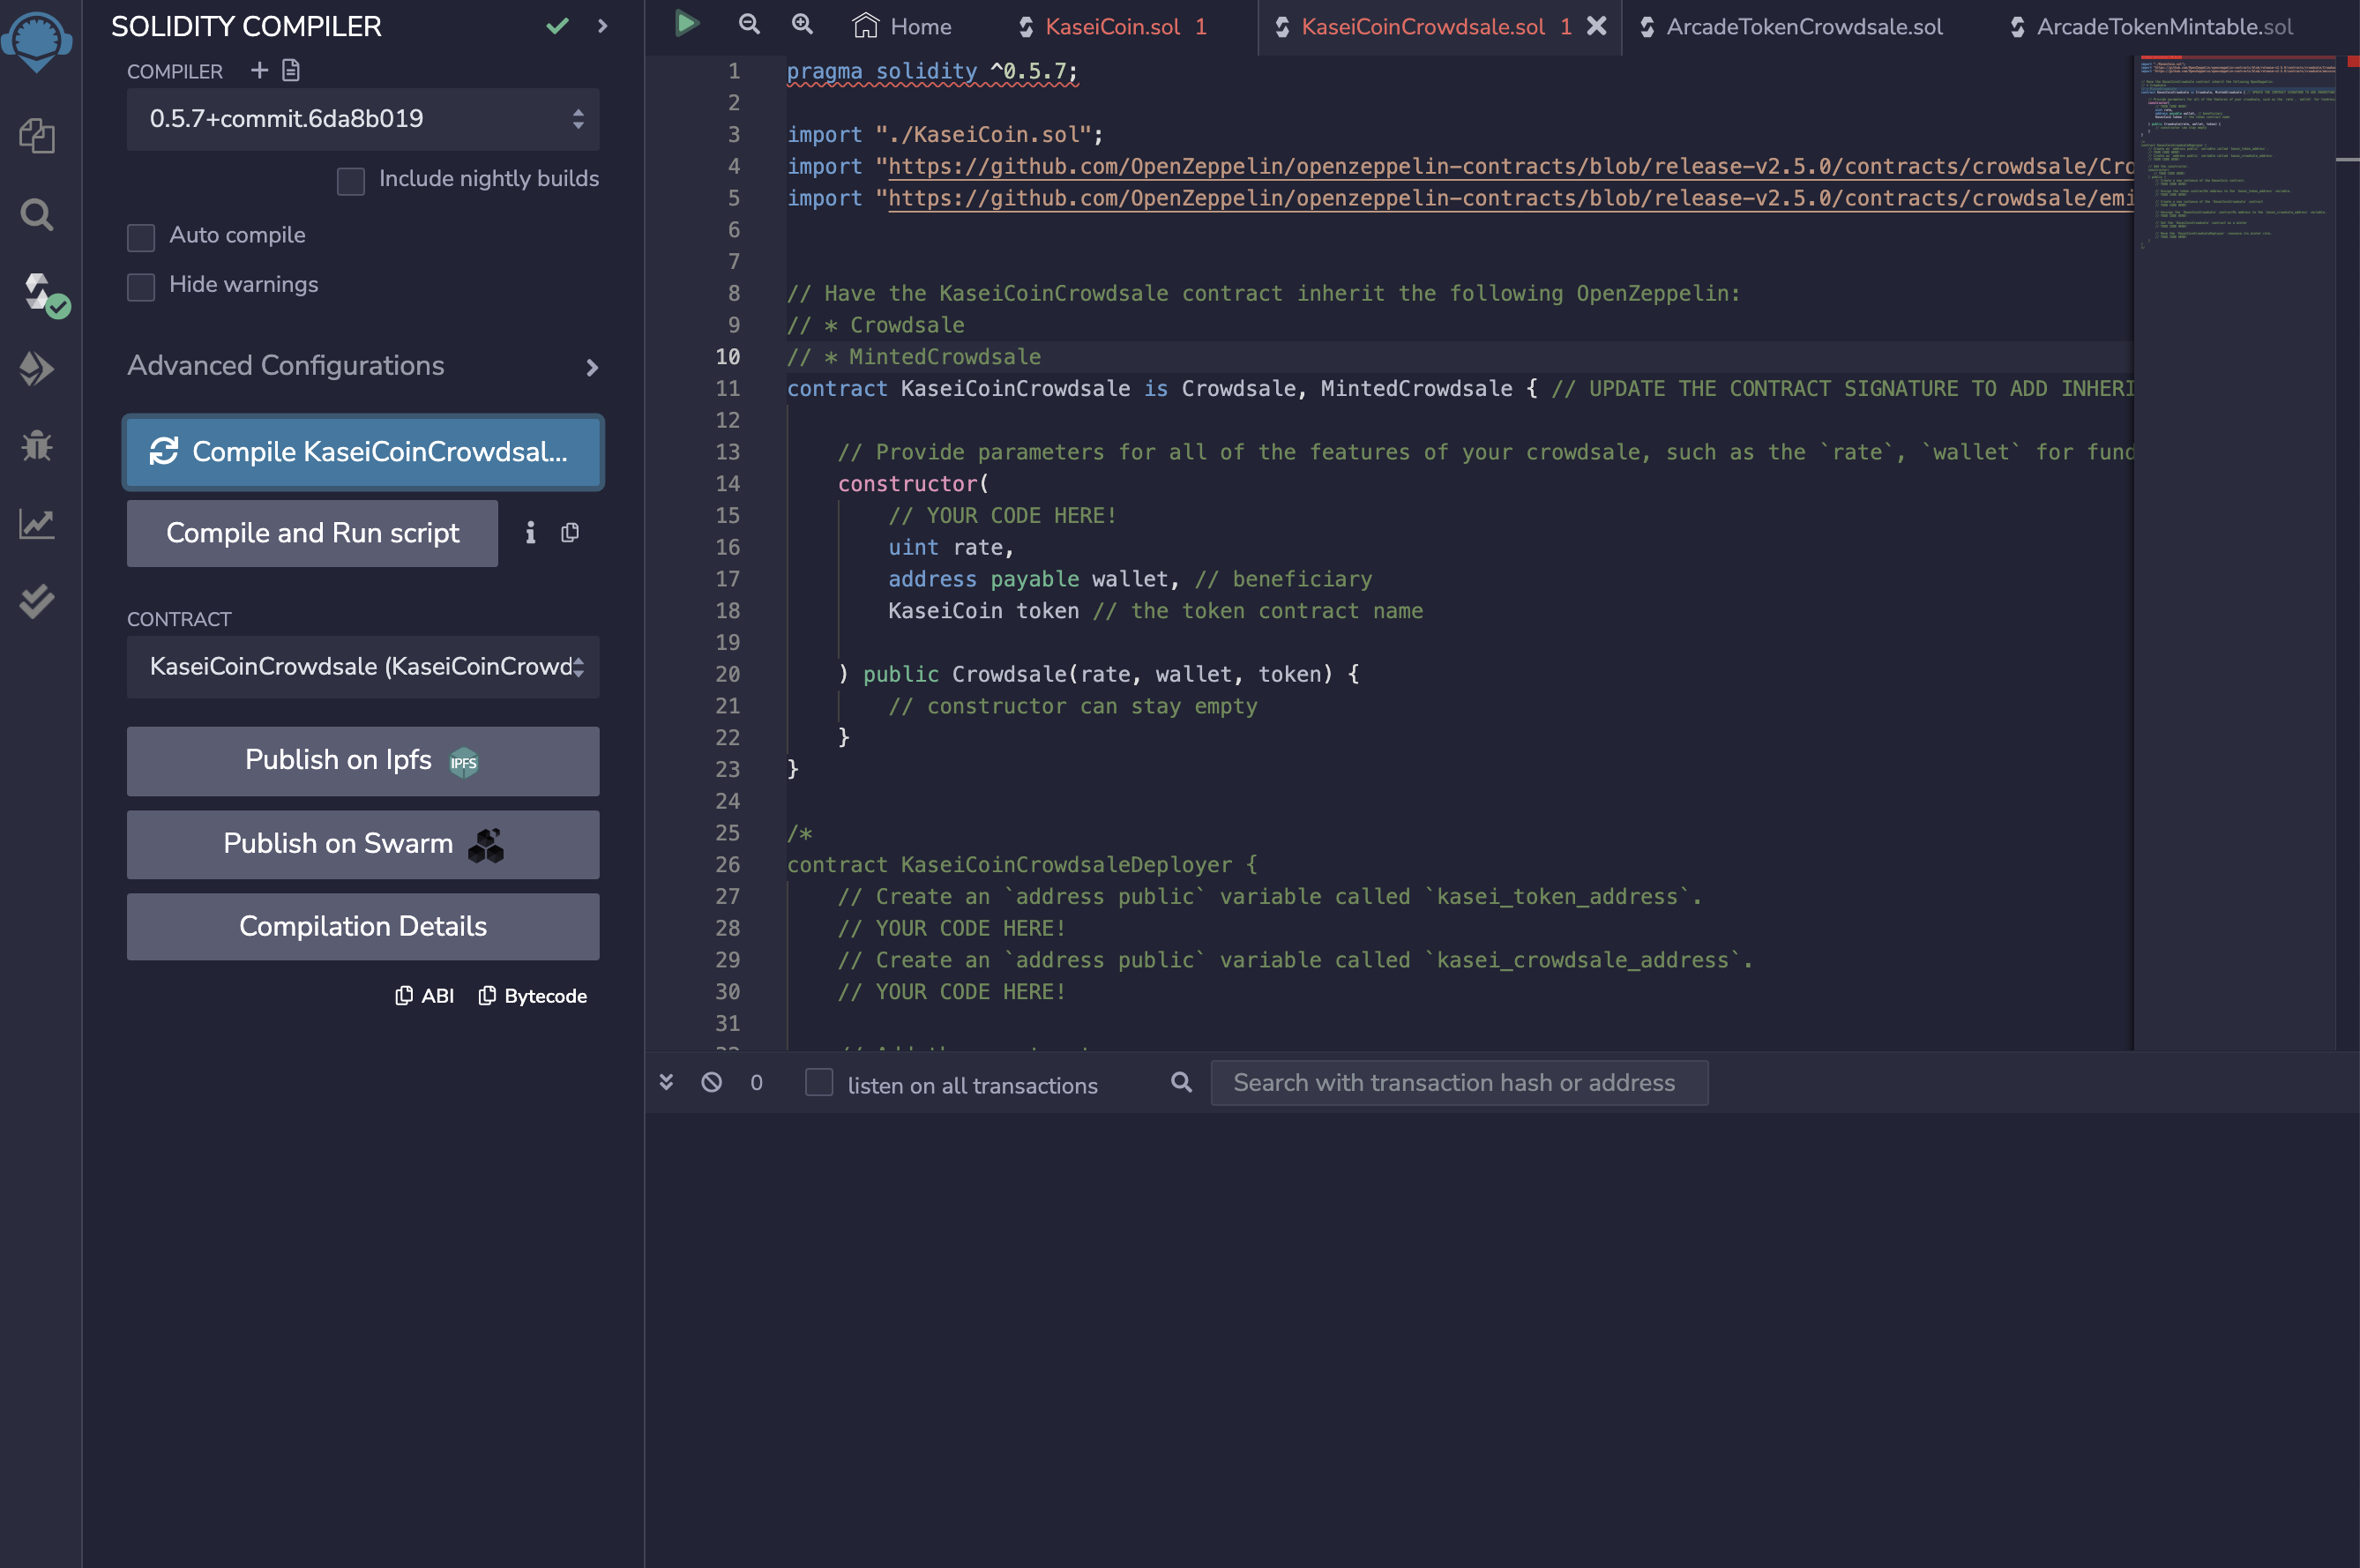 SOLIDITY COMPILER
COMPILER
0.5.7+commit.6da8b019
Include nightly builds
Auto compile
Hide warnings
Advanced Configurations
Compile KaseiCoinCrowdsal...
Compile and Run script
CONTRACT
KaseiCoinCrowdsale (KaseiCoinCrowd
Publish on Ipfs IPFS
Publish on Swarm
Compilation Details
ABI Bytecode
Home KaseiCoin.sol 1 KaseiCoinCrowdsale.sol 1 ArcadeTokenCrowdsale.sol ArcadeTokenMintable.sol
1 pragma solidity ^0.5.7;
2
3 import "./KaseiCoin.sol";
4 import "https://github.com/OpenZeppelin/openzeppelin-contracts/blob/release-v2.5.0/contracts/crowdsale/Cro
5 import "https://github.com/OpenZeppelin/openzeppelin-contracts/blob/release-v2.5.0/contracts/crowdsale/emi
6
7
8 // Have the KaseiCoinCrowdsale contract inherit the following OpenZeppelin:
9 // * Crowdsale
10 // * MintedCrowdsale
11 contract KaseiCoinCrowdsale is Crowdsale, MintedCrowdsale { // UPDATE THE CONTRACT SIGNATURE TO ADD INHERI
12
13 // Provide parameters for all of the features of your crowdsale, such as the `rate`, `wallet` for fund
14 constructor(
15 // YOUR CODE HERE!
16 uint rate,
17 address payable wallet, // beneficiary
18 KaseiCoin token // the token contract name
19
20 ) public Crowdsale(rate, wallet, token) {
21 // constructor can stay empty
22 }
23 }
24
25 /*
26 contract KaseiCoinCrowdsaleDeployer {
27 // Create an `address public` variable called `kasei_token_address`.
28 // YOUR CODE HERE!
29 // Create an `address public` variable called `kasei_crowdsale_address`.
30 // YOUR CODE HERE!
31
0 listen on all transactions Search with transaction hash or address